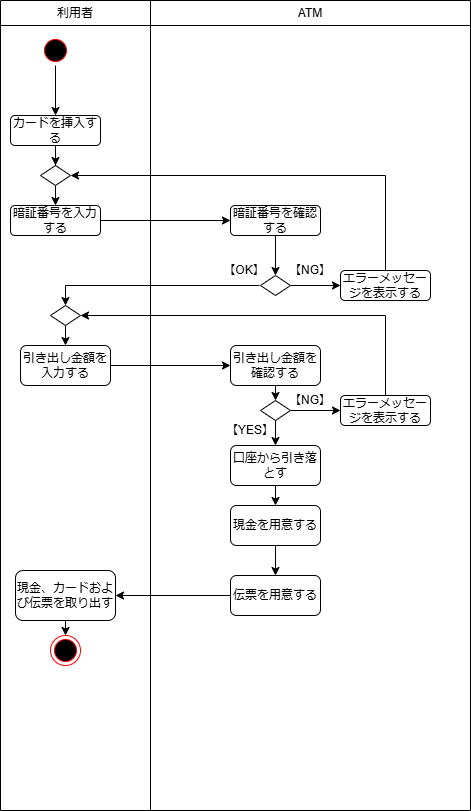 利用者
ATM
カードを挿入す
る
暗証番号を入力
する
暗証番号を確認
する
【OK】
【NG】
エラーメッセー
ジを表示する
引き出し金額を
入力する
引き出し金額を
確認する
【NG】
エラーメッセー
ジを表示する
【YES】
口座から引き落
とす
現金を用意する
現金、カードおよ
び伝票を取り出す
伝票を用意する